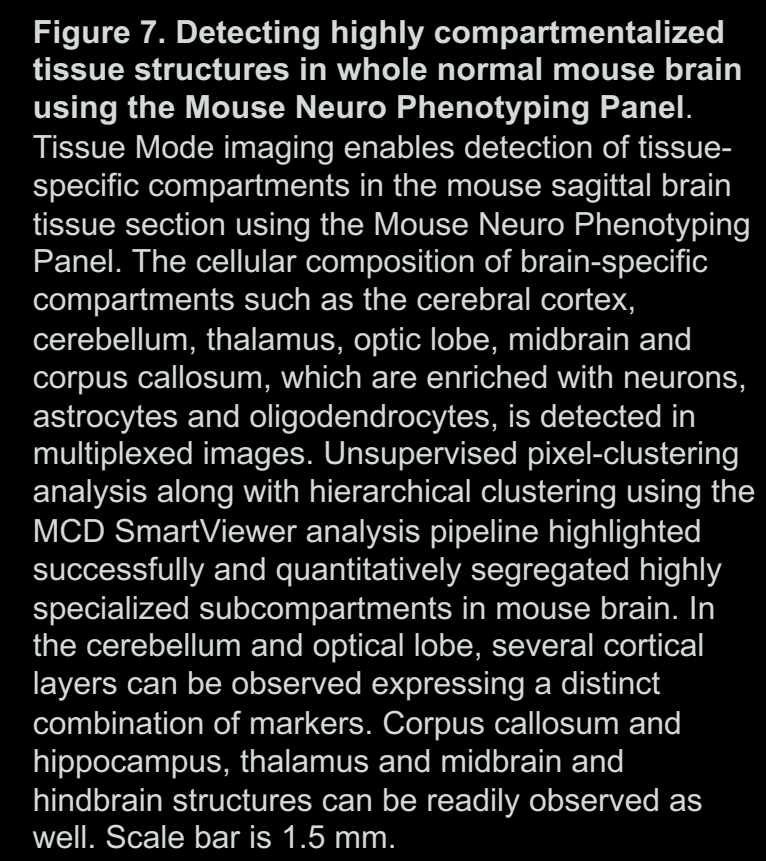 Figure 7. Detecting highly compartmentalized
tissue structures in whole normal mouse brain
using the Mouse Neuro Phenotyping Panel.
Tissue Mode imaging enables detection of tissue-
specific compartments in the mouse sagittal brain
tissue section using the Mouse Neuro Phenotyping
Panel. The cellular composition of brain-specific
compartments such as the cerebral cortex,
cerebellum, thalamus, optic lobe, midbrain and
corpus callosum, which are enriched with neurons,
astrocytes and oligodendrocytes, is detected in
multiplexed images. Unsupervised pixel-clustering
analysis along with hierarchical clustering using the
MCD SmartViewer analysis pipeline highlighted
successfully and quantitatively segregated highly
specialized subcompartments in mouse brain. In
the cerebellum and optical lobe, several cortical
layers can be observed expressing a distinct
combination of markers. Corpus callosum and
hippocampus, thalamus and midbrain and
hindbrain structures can be readily observed as
well. Scale bar is 1.5 mm.